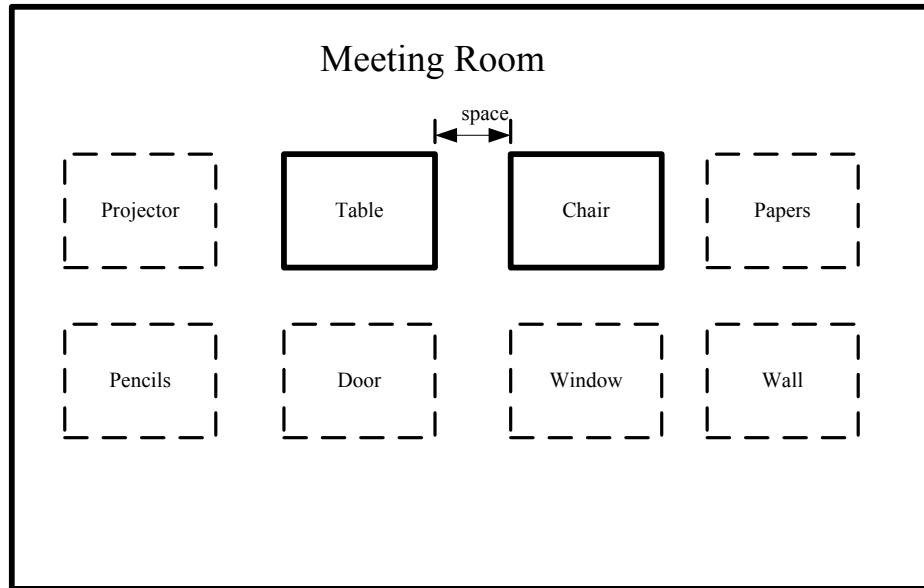 Meeting Room
space
Projector
Table
Chair
Papers
Pencils
Door
Window
Wall